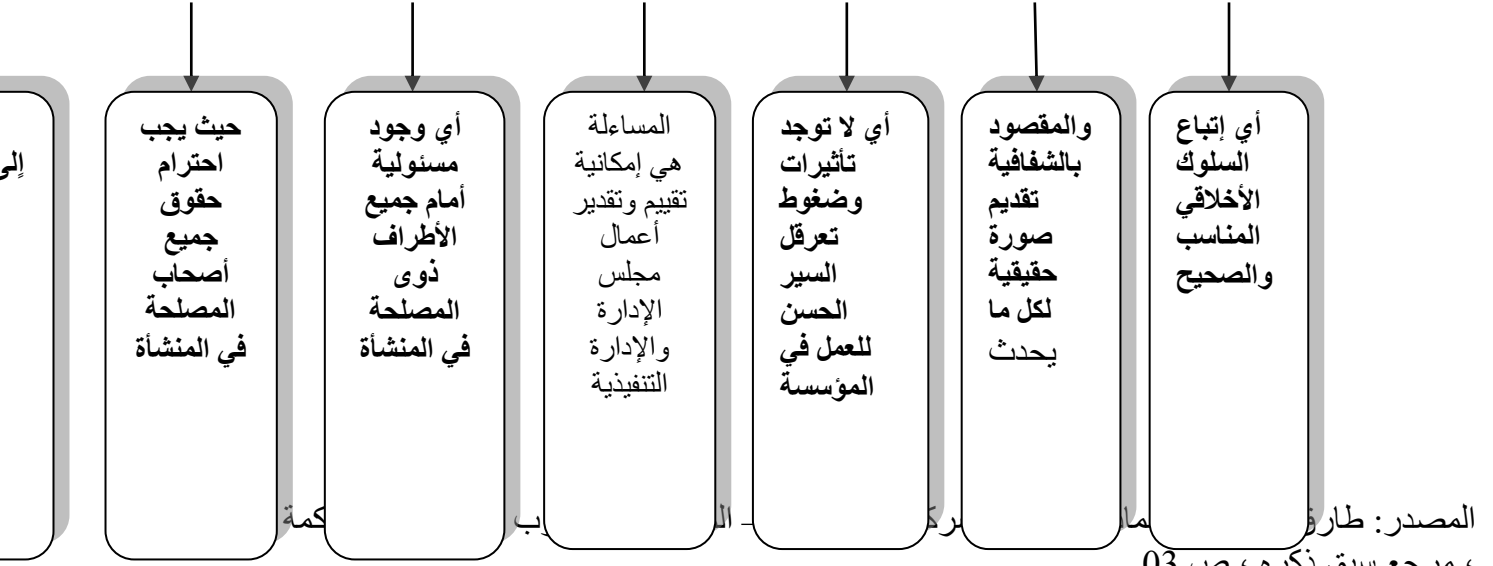 أي إتباع
السلوك
الأخلاقي
المناسب
والصحيح
والمقصود
بالشفافية
تقديم
صورة
حقيقية
لكل ما
يحدث
أي لا توجد
تأثيرات
وضغوط
تعرقل
السير
الحسن
للعمل في
المؤسسة
المساءلة
هي إمكانية
تقييم وتقدير
أعمال
مجلس
الإدارة
والإدارة
التنفيذية
أي وجود
مسئولية
أمام جميع
الأطراف
ذوى
المصلحة
في المنشأة
حيث يجب
احترام
حقوق
جميع
أصحاب
المصلحة
في المنشأة
المصدر:
، مرجع سبق ذكره، ص 03